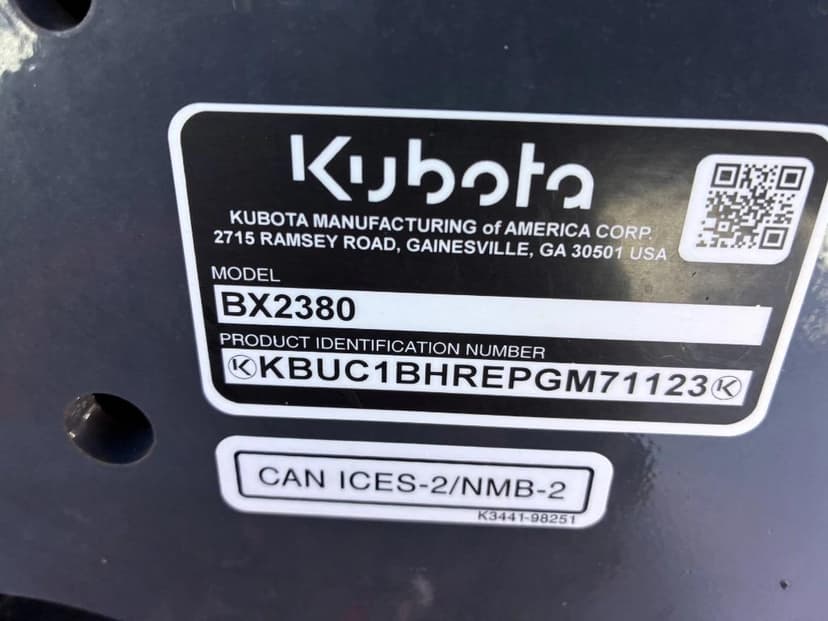 Kubota
KUBOTA MANUFACTURING of AMERICA CORP.
2715 RAMSEY ROAD, GAINESVILLE, GA 30501 USA
MODEL
BX2380
PRODUCT IDENTIFICATION NUMBER
KBUC1BHREPGM71123
CAN ICES-2/NMB-2
K3441-98251